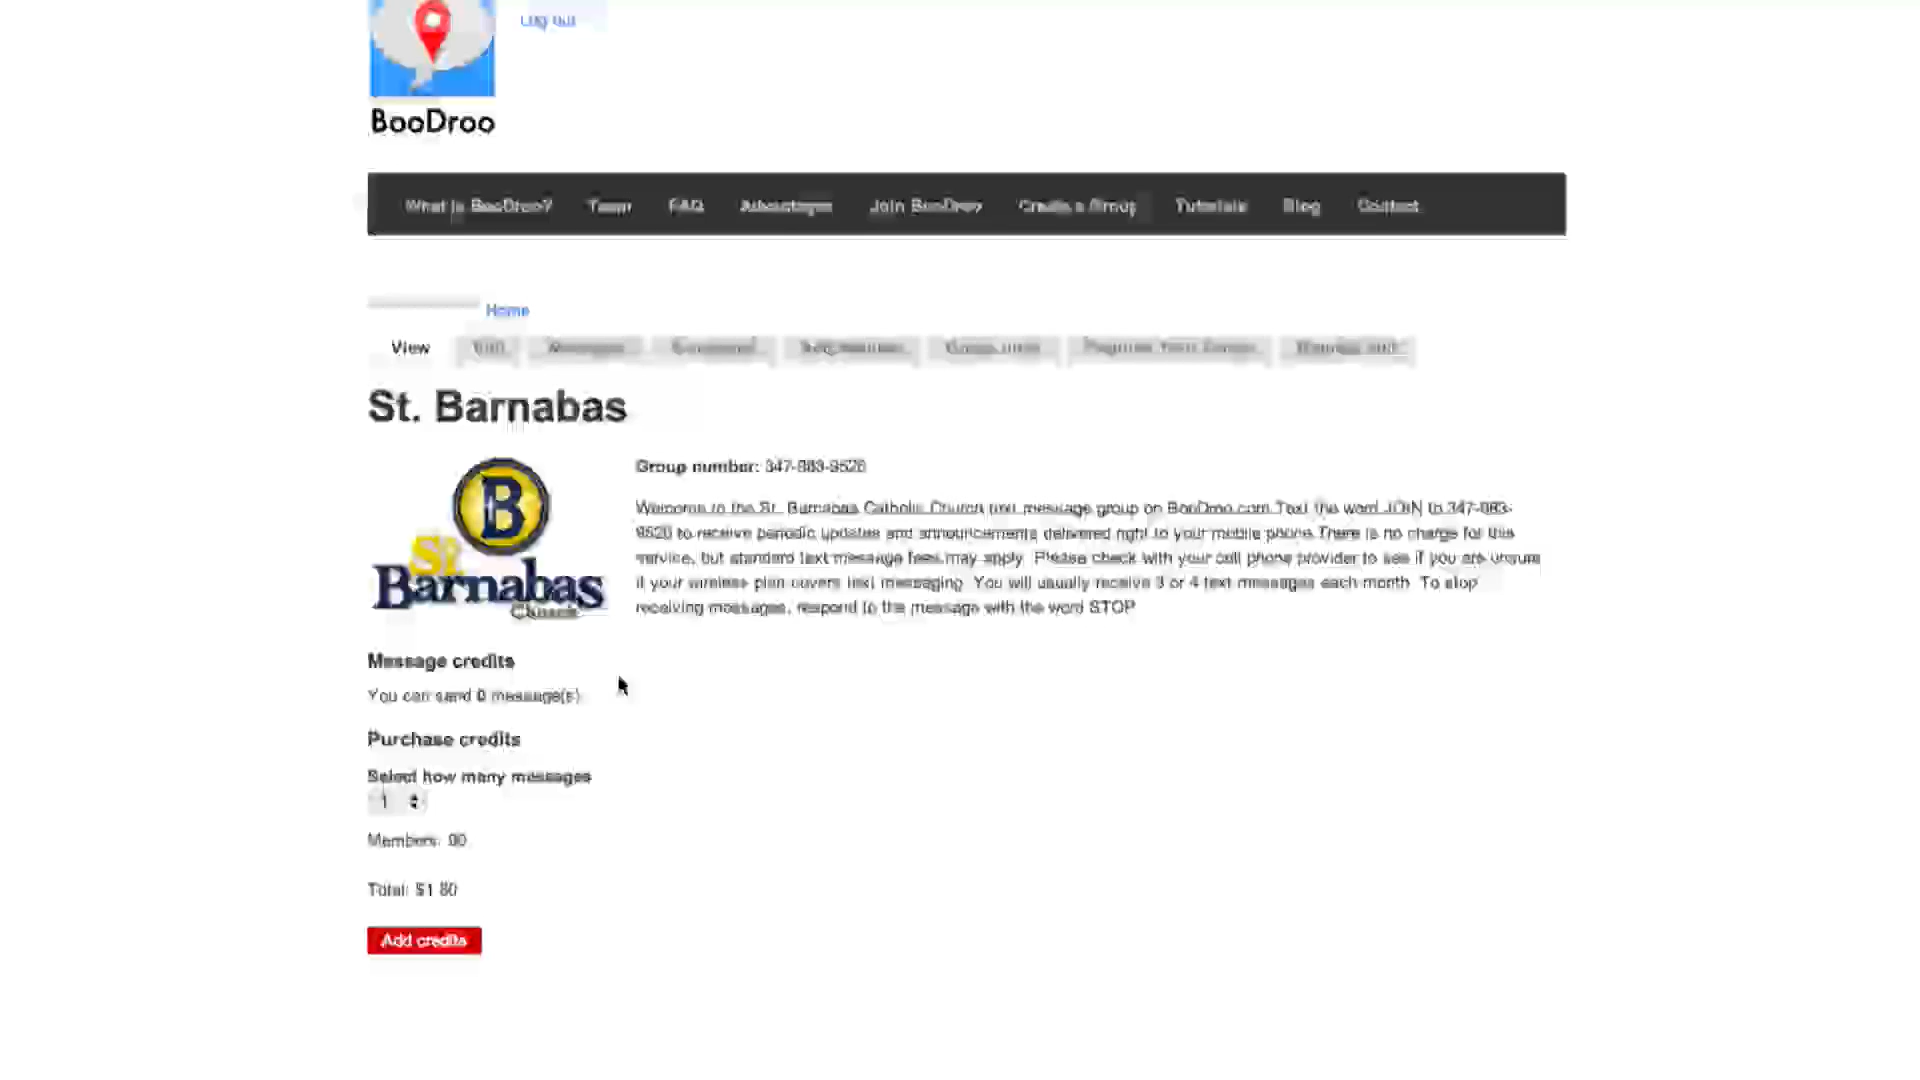 Log out
BooDroo
What is BooDroo? Team FAQ Advantages Join BooDroo Create a Group Tutorials Blog Contact
Home
View Edit Messages
St. Barnabas
B
St
Barnabas
Church
Group number:
Welcome to the St. Barnabas Catholic Church text message group on BooDroo.com Text the word JOIN to
to receive periodic updates and announcements delivered right to your mobile phone. There is no charge for this
service, but standard text message fees may apply. Please check with your cell phone provider to see if you are unsure
if your wireless plan covers text messaging. You will usually receive 3 or 4 text messages each month. To stop
receiving messages, respond to the message with the word STOP
Message credits
You can send 0 message(s)
Purchase credits
Select how many messages
1
Members: 90
Total: $1.80
Add credits